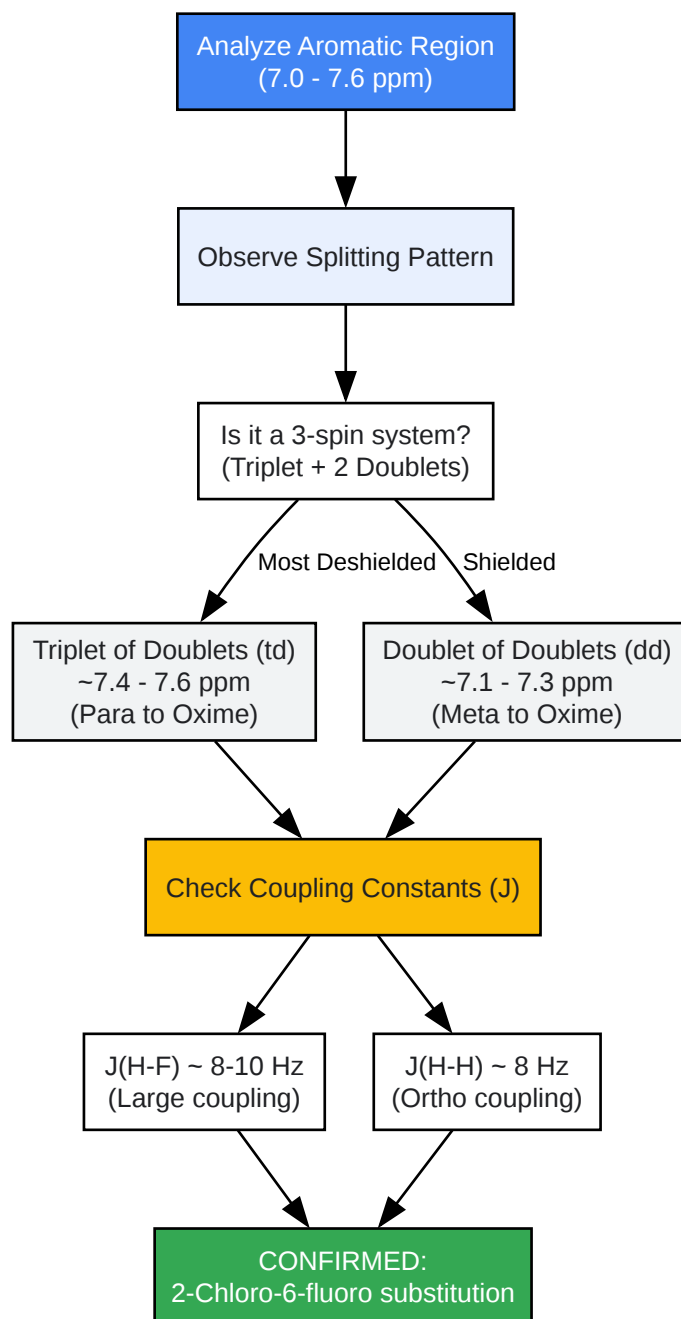 Analyze Aromatic Region
(7.0 - 7.6 ppm)
Observe Splitting Pattern
Is it a 3-spin system?
(Triplet + 2 Doublets)
Most Deshielded
Shielded
Triplet of Doublets (td)
~7.4 - 7.6 ppm
(Para to Oxime)
Doublet of Doublets (dd)
~7.1 - 7.3 ppm
(Meta to Oxime)
Check Coupling Constants (J)
J(H-F) ~ 8-10 Hz
(Large coupling)
J(H-H) ~ 8 Hz
(Ortho coupling)
CONFIRMED:
2-Chloro-6-fluoro substitution